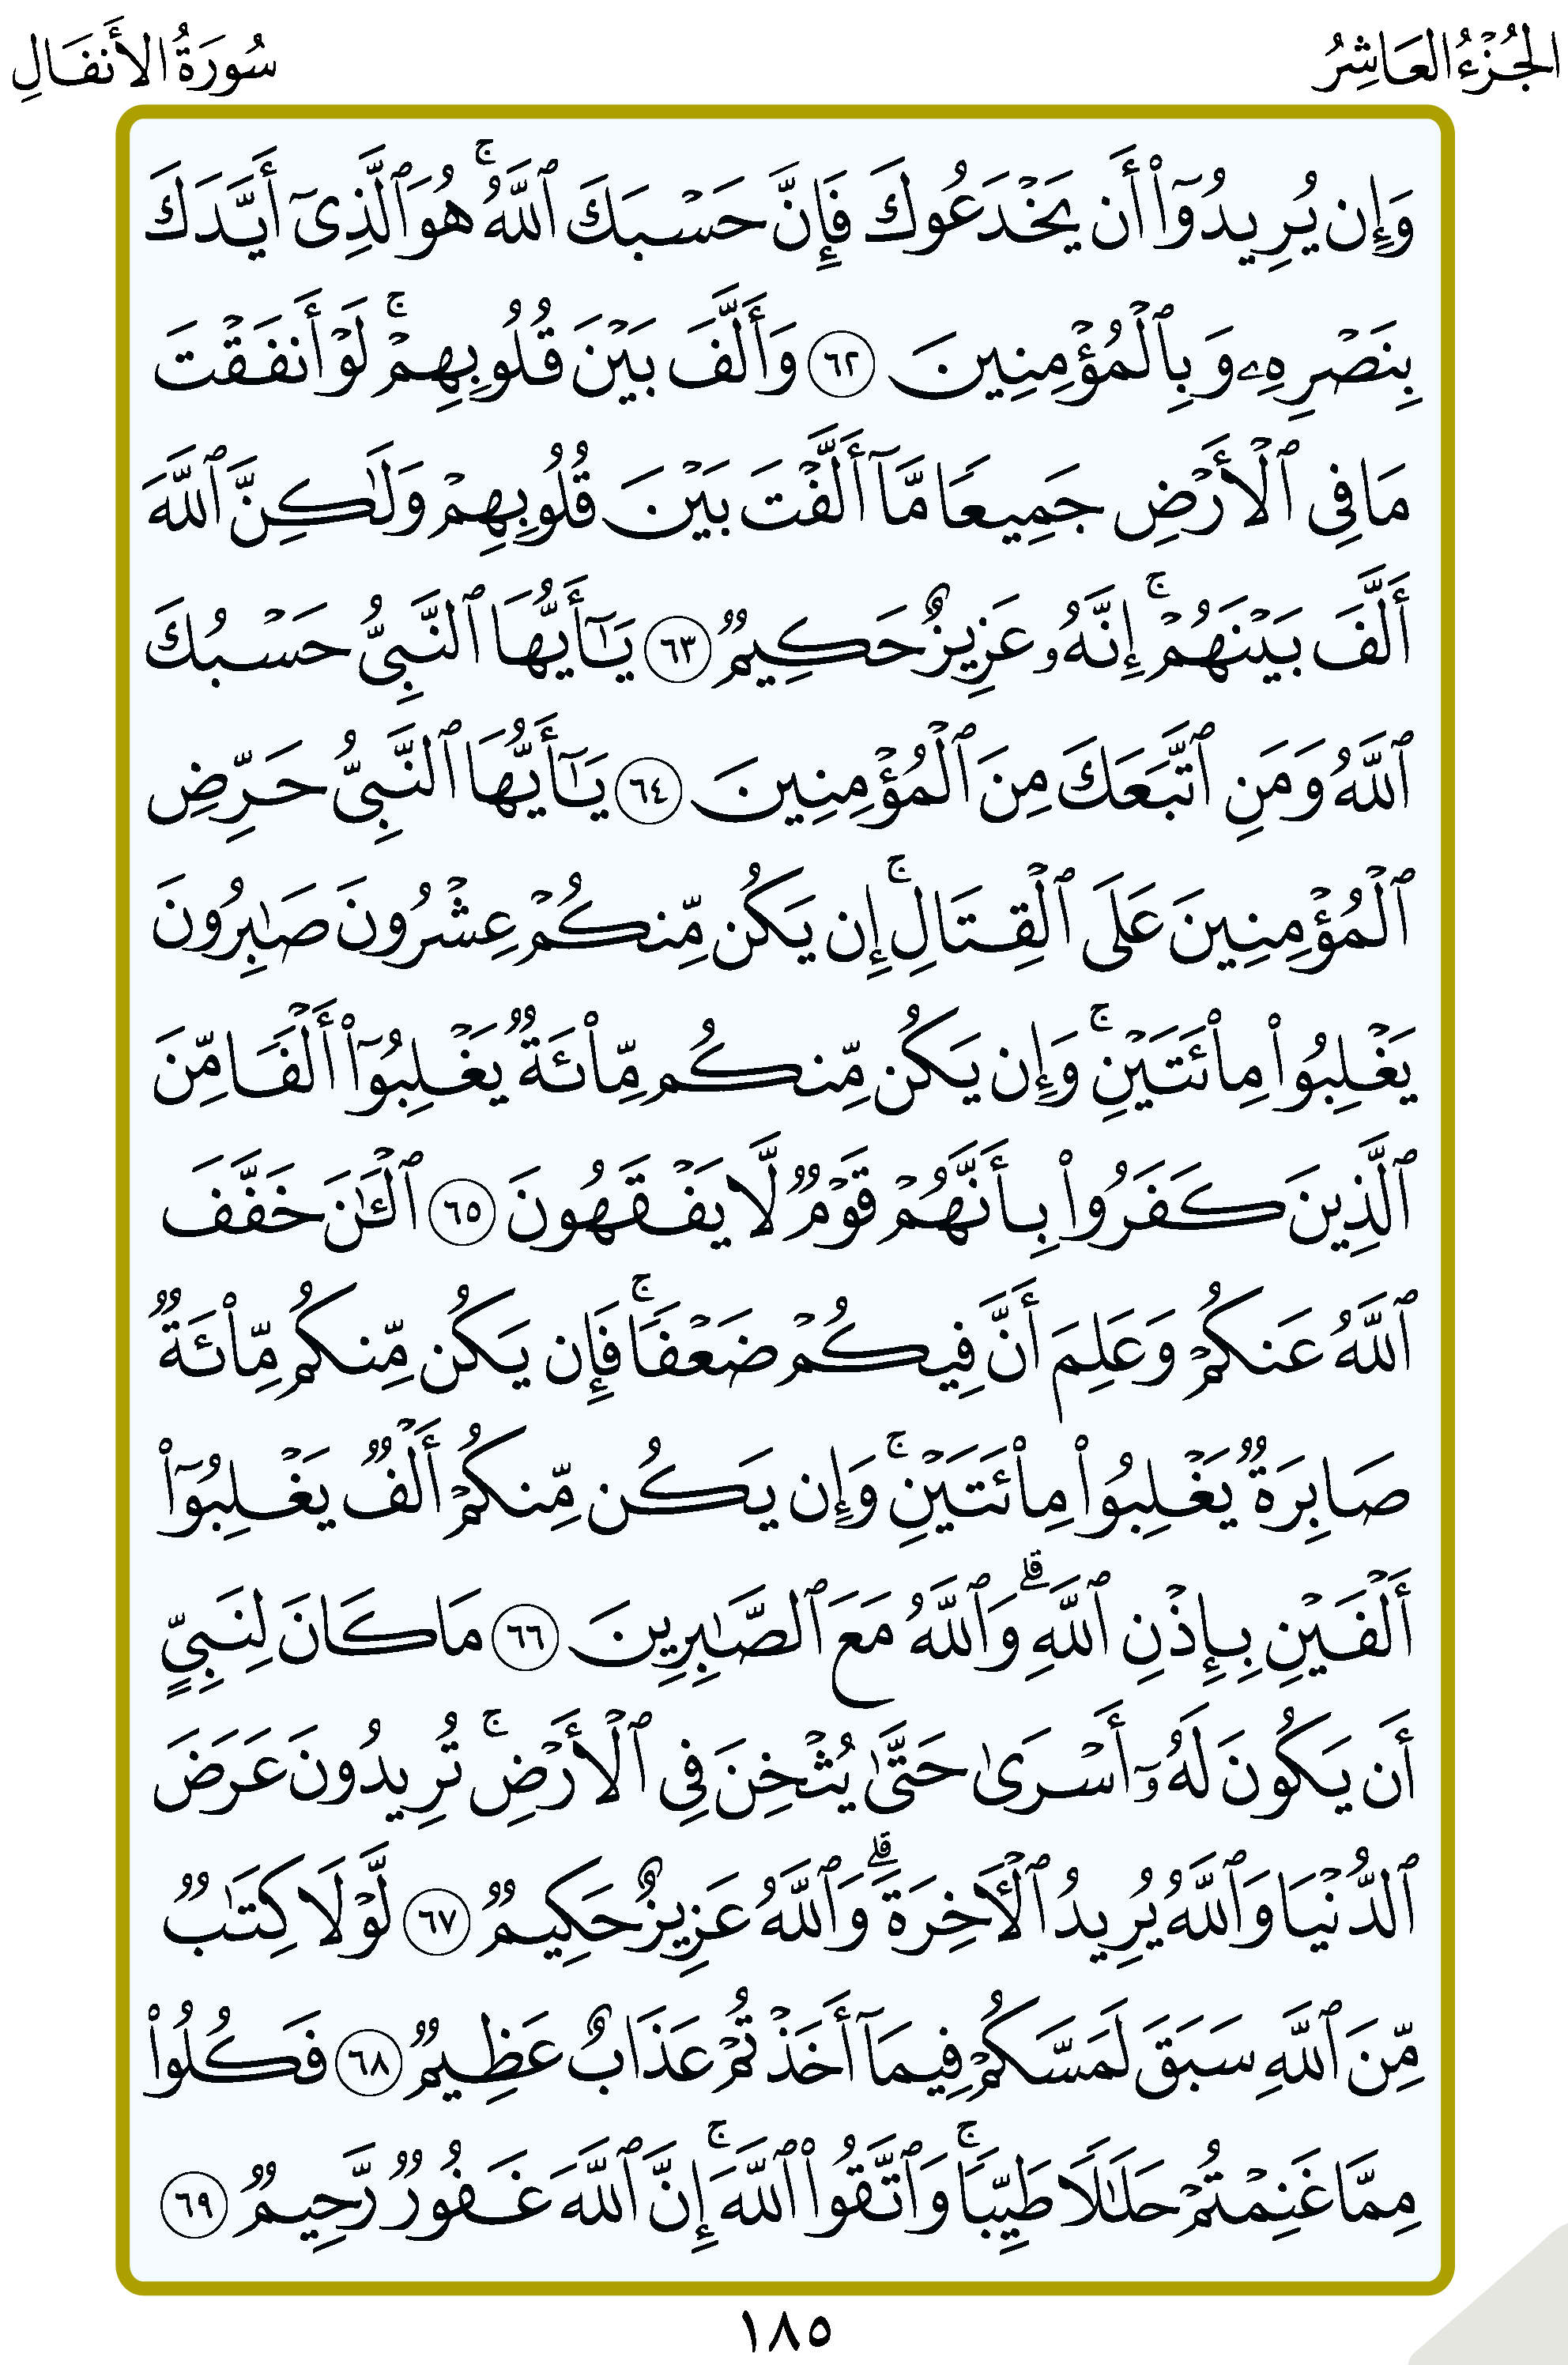 الجُزْءُ العَاشِرُ
سُورَةُ الأَنفَالِ
وَإِن يُرِيدُوٓا۟ أَن يَخْدَعُوكَ فَإِنَّ حَسْبَكَ ٱللَّهُ ۚ هُوَ ٱلَّذِىٓ أَيَّدَكَ
بِنَصْرِهِۦ وَبِٱلْمُؤْمِنِينَ ٦٢ وَأَلَّفَ بَيْنَ قُلُوبِهِمْ ۚ لَوْ أَنفَقْتَ
مَا فِى ٱلْأَرْضِ جَمِيعًا مَّآ أَلَّفْتَ بَيْنَ قُلُوبِهِمْ وَلَٰكِنَّ ٱللَّهَ
أَلَّفَ بَيْنَهُمْ ۚ إِنَّهُۥ عَزِيزٌ حَكِيمٌ ٦٣ يَٰٓأَيُّهَا ٱلنَّبِىُّ حَسْبُكَ
ٱللَّهُ وَمَنِ ٱتَّبَعَكَ مِنَ ٱلْمُؤْمِنِينَ ٦٤ يَٰٓأَيُّهَا ٱلنَّبِىُّ حَرِّضِ
ٱلْمُؤْمِنِينَ عَلَى ٱلْقِتَالِ ۚ إِن يَكُن مِّنكُمْ عِشْرُونَ صَٰبِرُونَ
يَغْلِبُوا۟ مِا۟ئَتَيْنِ ۚ وَإِن يَكُن مِّنكُم مِّا۟ئَةٌ يَغْلِبُوٓا۟ أَلْفًا مِّنَ
ٱلَّذِينَ كَفَرُوا۟ بِأَنَّهُمْ قَوْمٌ لَّا يَفْقَهُونَ ٦٥ ٱلْـَٰٔنَ خَفَّفَ
ٱللَّهُ عَنكُمْ وَعَلِمَ أَنَّ فِيكُمْ ضَعْفًا ۚ فَإِن يَكُن مِّنكُم مِّا۟ئَةٌ
صَابِرَةٌ يَغْلِبُوا۟ مِا۟ئَتَيْنِ ۚ وَإِن يَكُن مِّنكُمْ أَلْفٌ يَغْلِبُوٓا۟
أَلْفَيْنِ بِإِذْنِ ٱللَّهِ ۗ وَٱللَّهُ مَعَ ٱلصَّٰبِرِينَ ٦٦ مَا كَانَ لِنَبِىٍّ
أَن يَكُونَ لَهُۥٓ أَسْرَىٰ حَتَّىٰ يُثْخِنَ فِى ٱلْأَرْضِ ۚ تُرِيدُونَ عَرَضَ
ٱلدُّنْيَا وَٱللَّهُ يُرِيدُ ٱلْـَٔاخِرَةَ ۗ وَٱللَّهُ عَزِيزٌ حَكِيمٌ ٦٧ لَّوْلَا كِتَٰبٌ
مِّنَ ٱللَّهِ سَبَقَ لَمَسَّكُمْ فِيمَآ أَخَذْتُمْ عَذَابٌ عَظِيمٌ ٦٨ فَكُلُوا۟
مِمَّا غَنِمْتُمْ حَلَٰلًا طَيِّبًا ۚ وَٱتَّقُوا۟ ٱللَّهَ ۚ إِنَّ ٱللَّهَ غَفُورٌ رَّحِيمٌ ٦٩
١٨٥